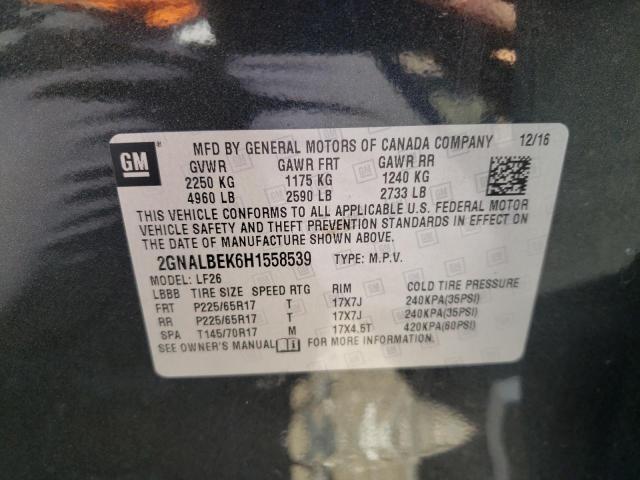 GM
MFD BY GENERAL MOTORS OF CANADA COMPANY 12/16
GVWR GAWR FRT GAWR RR
2250 KG 1175 KG 1240 KG
4960 LB 2590 LB 2733 LB
THIS VEHICLE CONFORMS TO ALL APPLICABLE U.S. FEDERAL MOTOR
VEHICLE SAFETY AND THEFT PREVENTION STANDARDS IN EFFECT ON
THE DATE OF MANUFACTURE SHOWN ABOVE.
2GNALBEK6H1558539 TYPE: M.P.V.
MODEL: LF26
LBBB TIRE SIZE SPEED RTG RIM COLD TIRE PRESSURE
FRT P225/65R17 T 17X7J 240KPA(35PSI)
RR P225/65R17 T 17X7J 240KPA(35PSI)
SPA T145/70R17 M 17X4.5T 420KPA(60PSI)
SEE OWNER'S MANUAL FOR MORE INFORMATION.